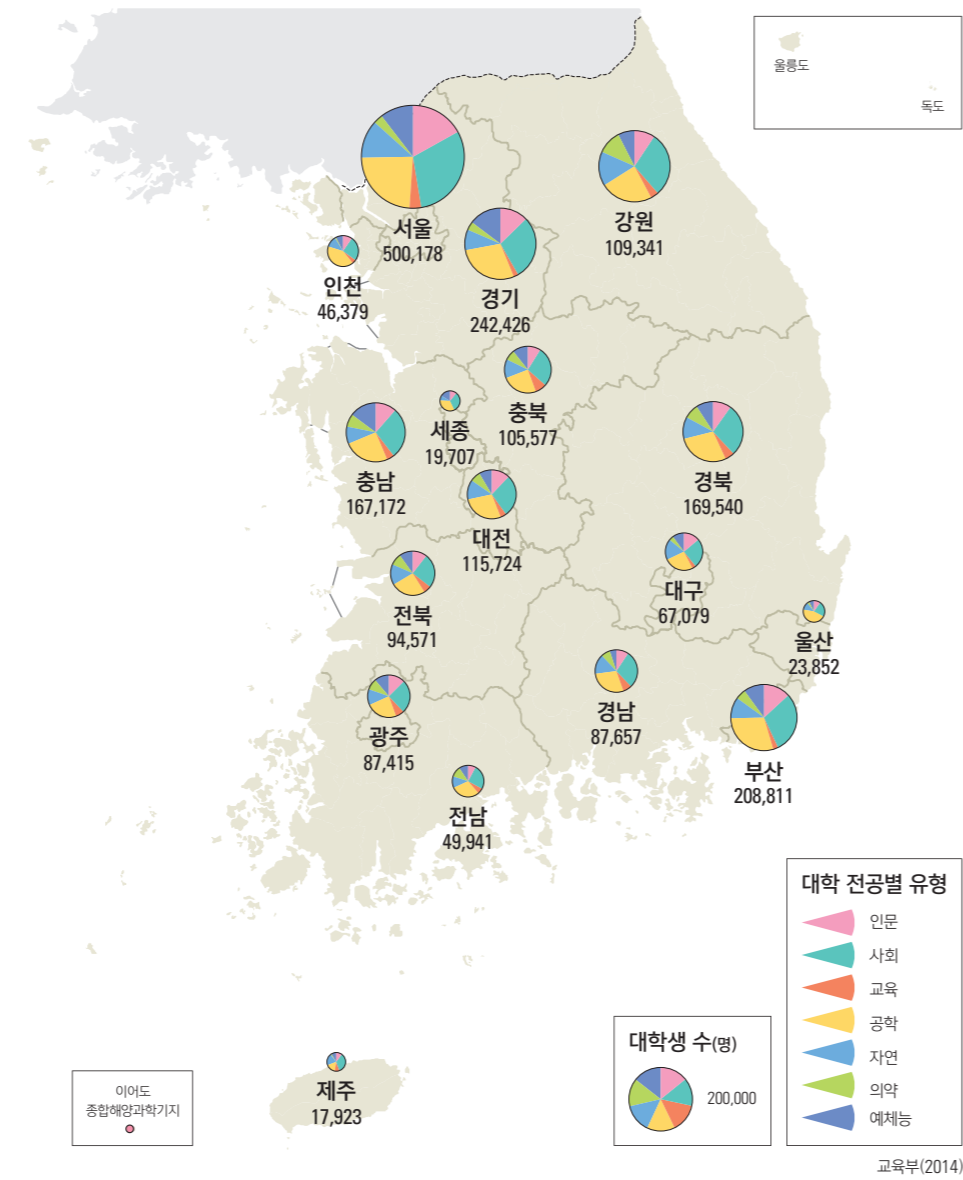 울릉도
독도
서울
500,178
강원
109,341
인천
46,379
경기
242,426
충북
105,577
세종
19,707
충남
167,172
경북
169,540
대전
115,724
대구
67,079
전북
94,571
울산
23,852
경남
87,657
광주
87,415
부산
208,811
전남
49,941
제주
17,923
이어도
종합해양과학기지
대학생 수(명)
200,000
대학 전공별 유형
인문
사회
교육
공학
자연
의약
예체능
교육부(2014)